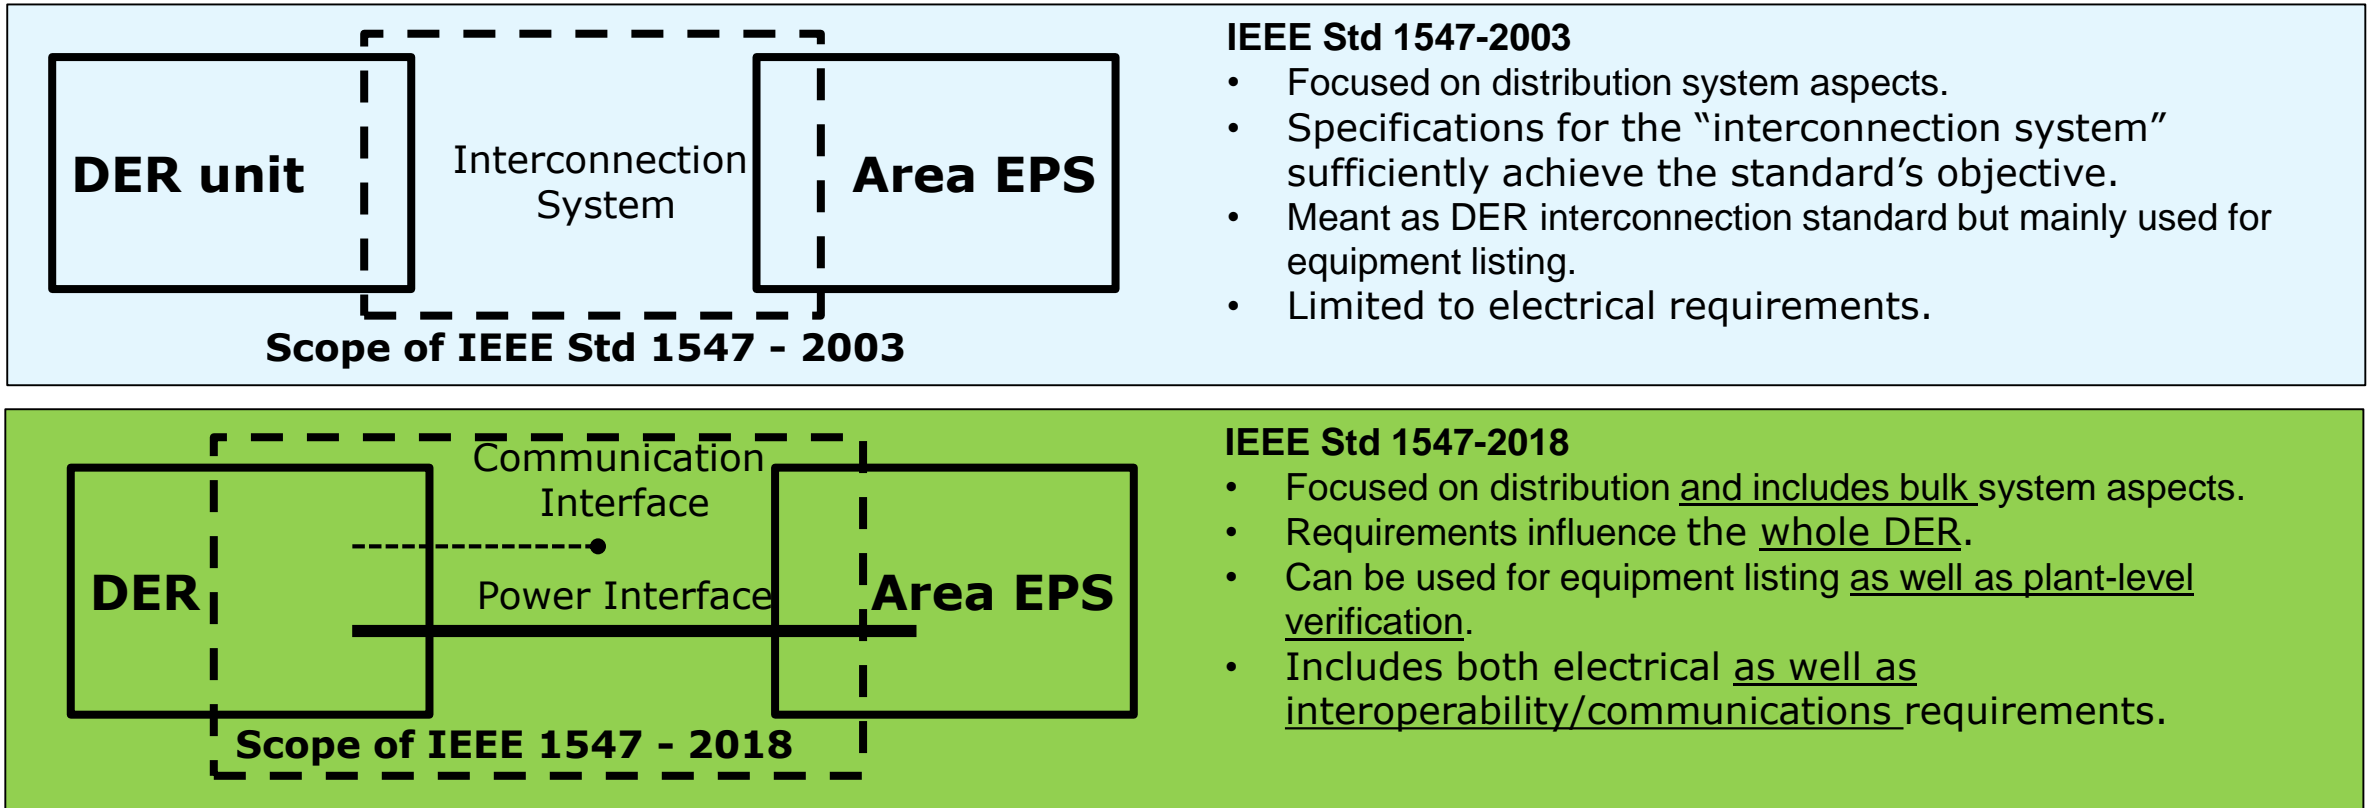 DER unit
Interconnection
System
Area EPS
Scope of IEEE Std 1547 - 2003
IEEE Std 1547-2003
• Focused on distribution system aspects.
• Specifications for the “interconnection system”
sufficiently achieve the standard’s objective.
• Meant as DER interconnection standard but mainly used for
equipment listing.
• Limited to electrical requirements.
Communication
Interface
DER
Power Interface
Area EPS
Scope of IEEE 1547 - 2018
IEEE Std 1547-2018
• Focused on distribution and includes bulk system aspects.
• Requirements influence the whole DER.
• Can be used for equipment listing as well as plant-level
verification.
• Includes both electrical as well as
interoperability/communications requirements.